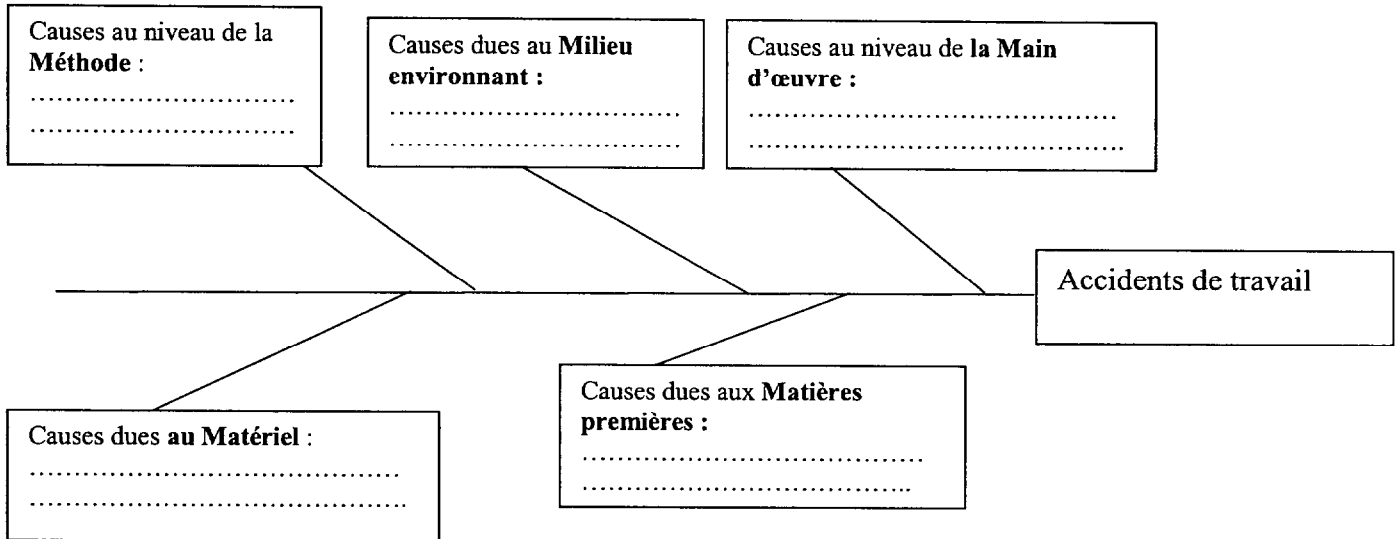 Causes au niveau de la
Méthode :
..............................
..............................
Causes dues au Milieu
environnant :
.................................
.................................
Causes au niveau de la Main
d'œuvre :
..........................................
...........................................
Accidents de travail
Causes dues au Matériel :
..........................................
...........................................
Causes dues aux Matières
premières :
.......................................
......................................